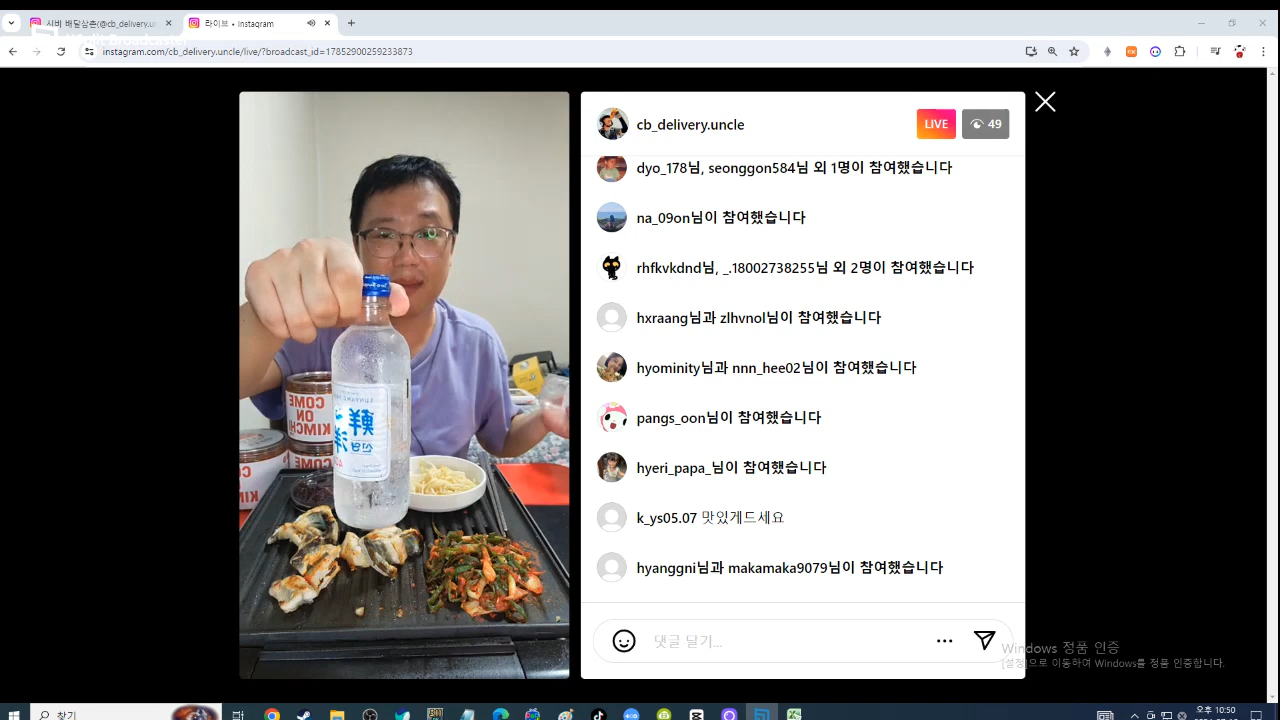 시바 배달삼촌(@cb_delivery.un
라이브 • Instagram
instagram.com/cb_delivery.uncle/live/?broadcast_id=17852900259233873
cb_delivery.uncle
LIVE
49
dyo_178님, seonggon584님 외 1명이 참여했습니다
na_09on님이 참여했습니다
rhfkvkdnd님, _.18002738255님 외 2명이 참여했습니다
hxraang님과 zlhvnol님이 참여했습니다
hyominity님과 nnn_hee02님이 참여했습니다
pangs_oon님이 참여했습니다
hyeri_papa_님이 참여했습니다
k_ys05.07 맛있게드세요
hyanggni님과 makamaka9079님이 참여했습니다
댓글 달기...
COME
ON
KIMCHI
Windows 정품 인증
[설정]으로 이동하여 Windows를 정품 인증합니다.
찾기
오후 10:50